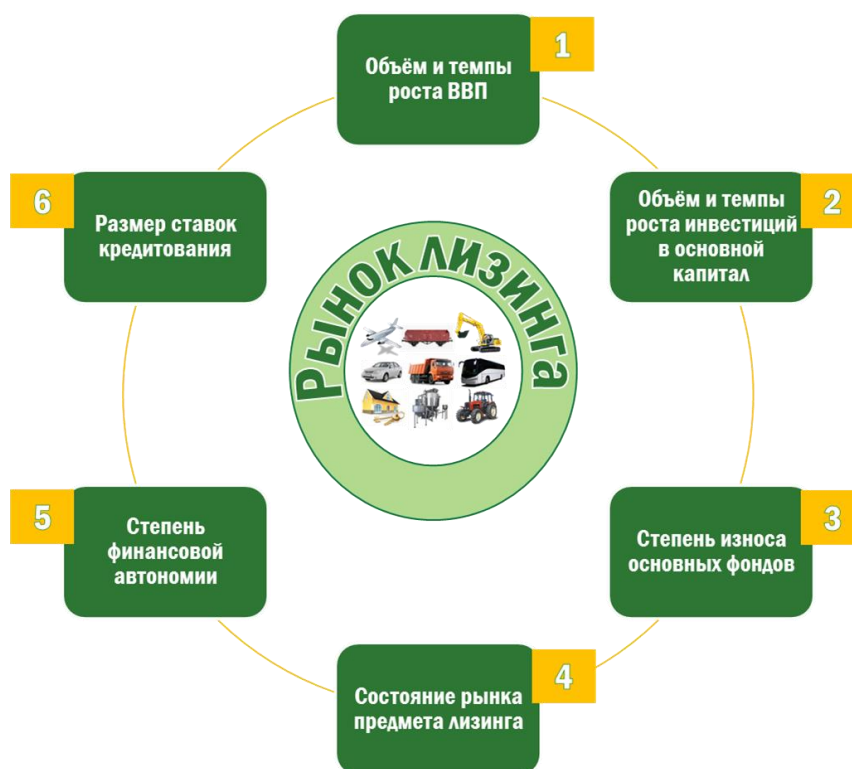 1
Объём и темпы
роста ВВП
2
Объём и темпы
роста инвестиций
в основной
капитал
3
Степень износа
основных фондов
4
Состояние рынка
предмета лизинга
5
Степень
финансовой
автономии
6
Размер ставок
кредитования
Рынок лизинга